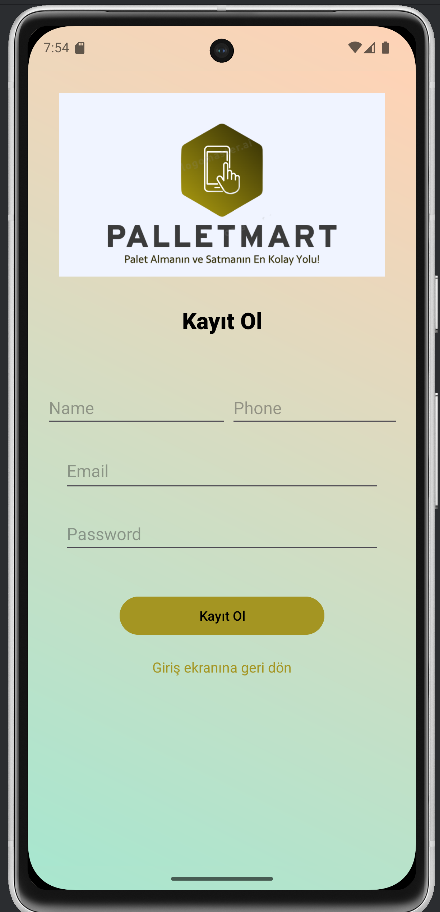 7:54
PALLETMART
Palet Almanın ve Satmanın En Kolay Yolu!
Kayıt Ol
Name Phone
Email
Password
Kayıt Ol
Giriş ekranına geri dön